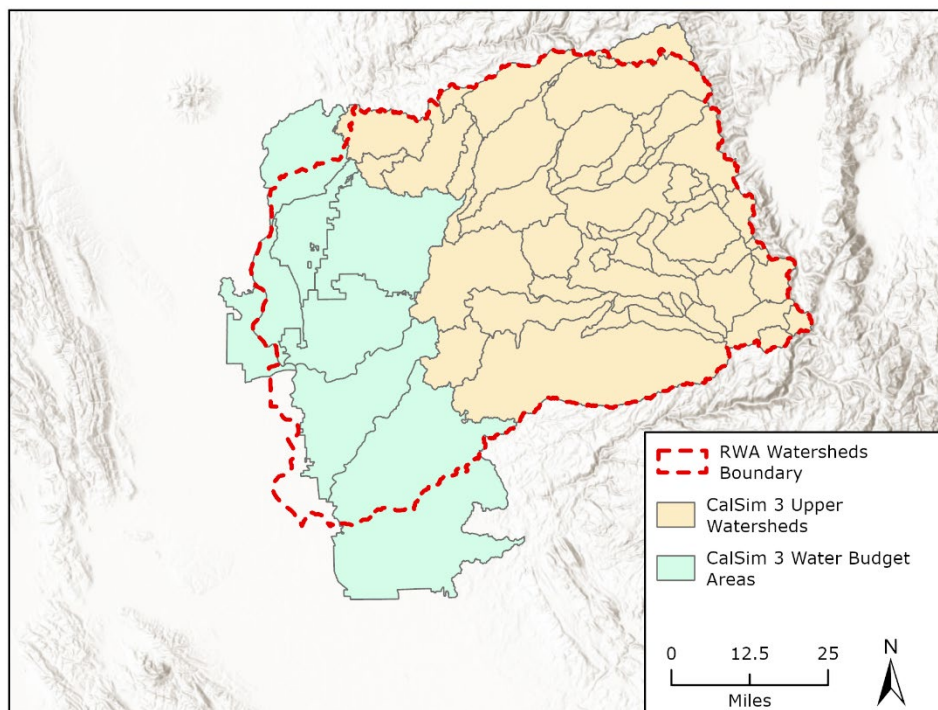 RWA Watersheds
Boundary
CalSim 3 Upper
Watersheds
CalSim 3 Water Budget
Areas
0 12.5 25
Miles
N